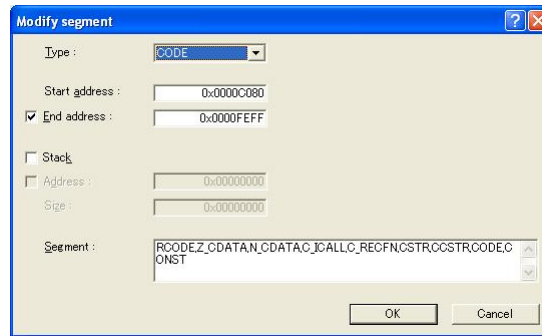 Modify segment
Type :
CODE
Start address :
0x0000C080
End address :
0x0000FEFF
Stack
Address :
0x00000000
Size :
0x00000000
Segment :
RCODE,Z_CDATA,N_CDATA,C_ICALL,C_RECFN,CSTR,CCSTR,CODE,C
ONST
OK
Cancel